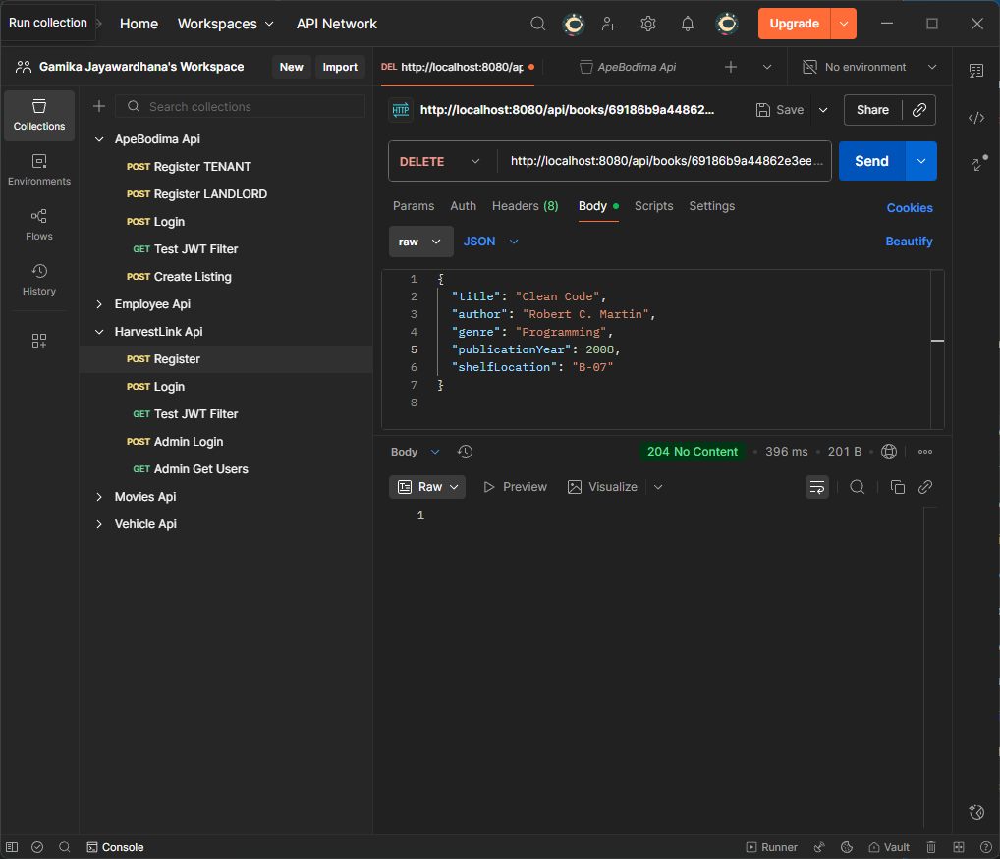 Run collection
Home
Workspaces
API Network
Upgrade
Gamika Jayawardhana's Workspace
New
Import
DEL http://localhost:8080/ap
ApeBodima Api
No environment
Collections
Environments
Flows
History
Search collections
ApeBodima Api
POST Register TENANT
POST Register LANDLORD
POST Login
GET Test JWT Filter
POST Create Listing
Employee Api
HarvestLink Api
POST Register
POST Login
GET Test JWT Filter
POST Admin Login
GET Admin Get Users
Movies Api
Vehicle Api
HTTP http://localhost:8080/api/books/69186b9a44862...
Save
Share
DELETE
http://localhost:8080/api/books/69186b9a44862e3ee...
Send
Params
Auth
Headers (8)
Body
Scripts
Settings
Cookies
raw
JSON
Beautify
1 {
2 "title": "Clean Code",
3 "author": "Robert C. Martin",
4 "genre": "Programming",
5 "publicationYear": 2008,
6 "shelfLocation": "B-07"
7 }
8
Body
204 No Content
396 ms
201 B
Raw
Preview
Visualize
1
Console
Runner
Vault